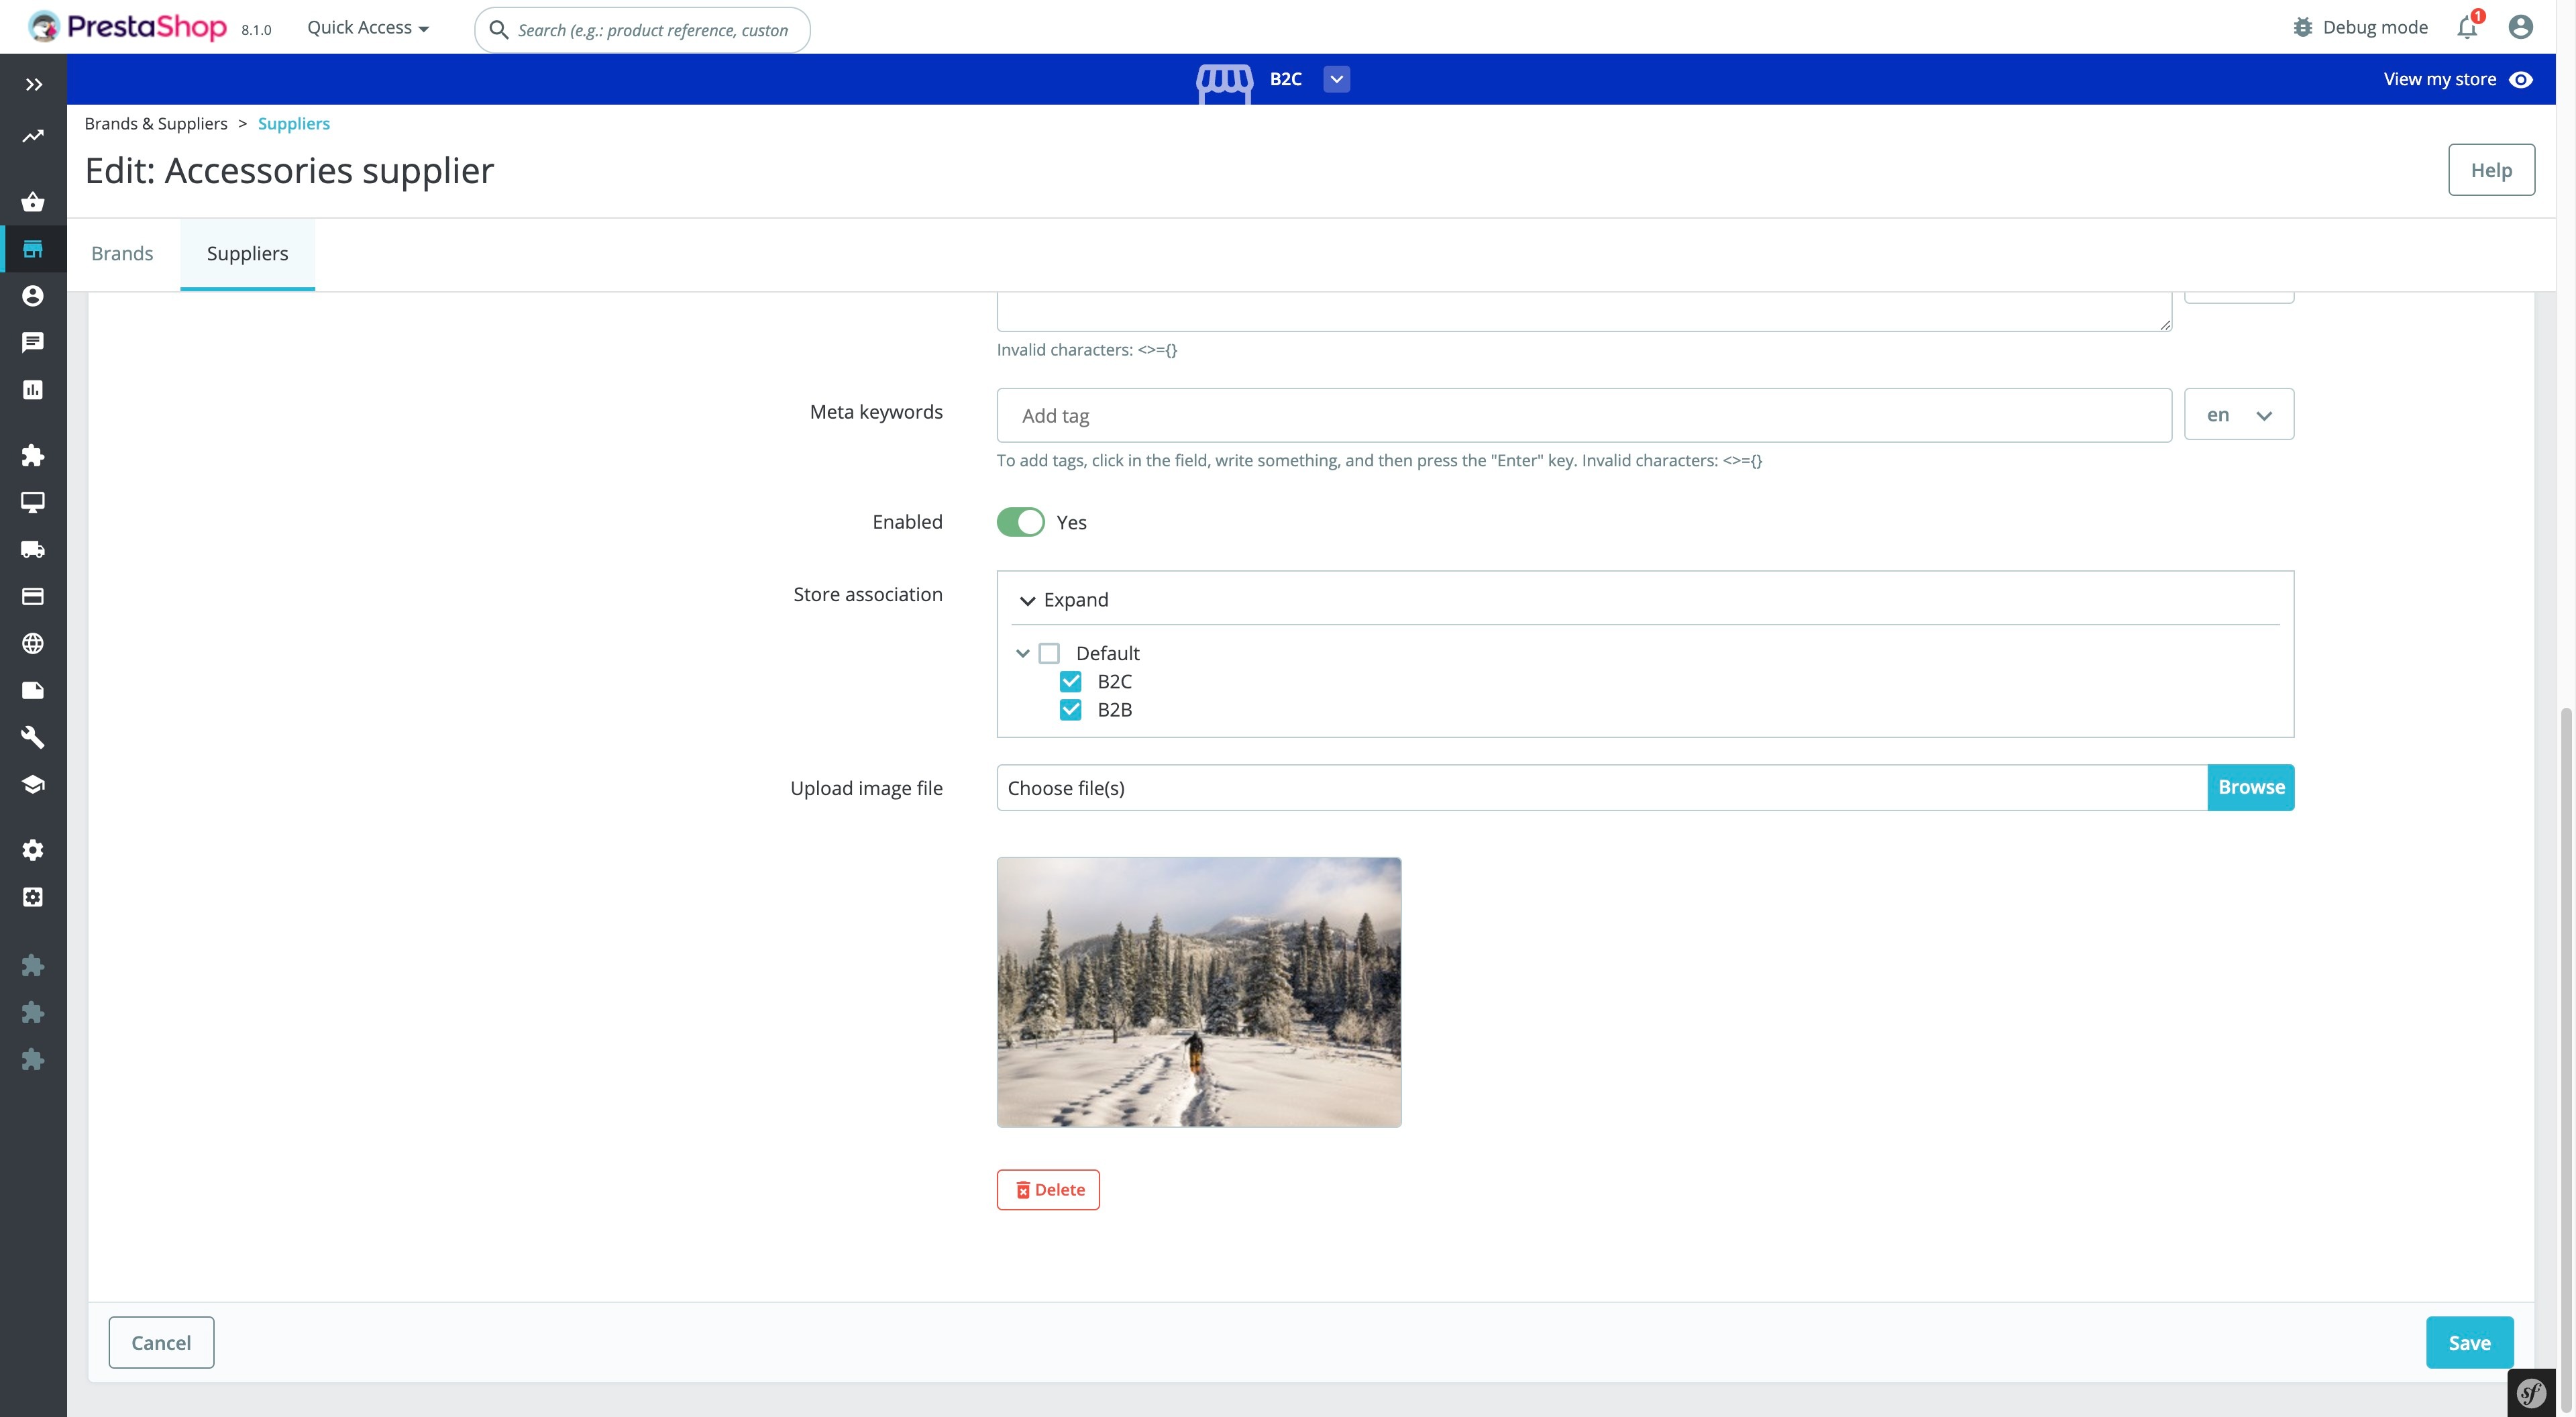 PrestaShop 8.1.0 Quick Access Search (e.g.: product reference, custon Debug mode 1
B2C View my store
Brands & Suppliers > Suppliers
Edit: Accessories supplier Help
Brands Suppliers
Invalid characters: <>={}
Meta keywords Add tag en
To add tags, click in the field, write something, and then press the "Enter" key. Invalid characters: <>={}
Enabled Yes
Store association Expand
Default
B2C
B2B
Upload image file Choose file(s) Browse
Delete
Cancel Save
sf